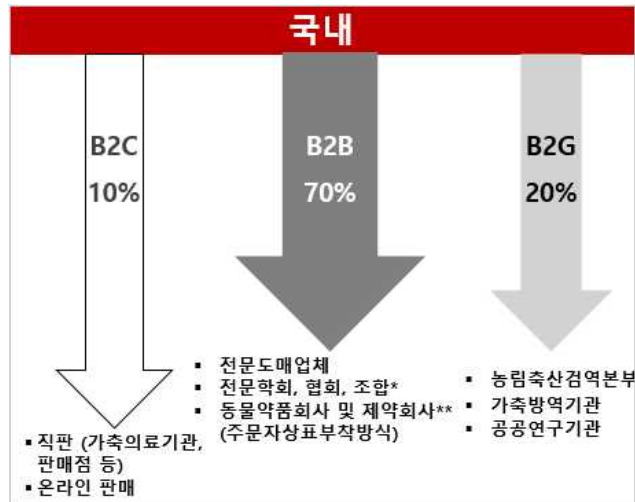 국내
B2C
10%
B2B
70%
B2G
20%
▪ 직판 (가축의료기관,
판매점 등)
▪ 온라인 판매
▪ 전문도매업체
▪ 전문학회, 협회, 조합*
▪ 동물약품회사 및 제약회사**
(주문자상표부착방식)
▪ 농림축산검역본부
▪ 가축방역기관
▪ 공공연구기관